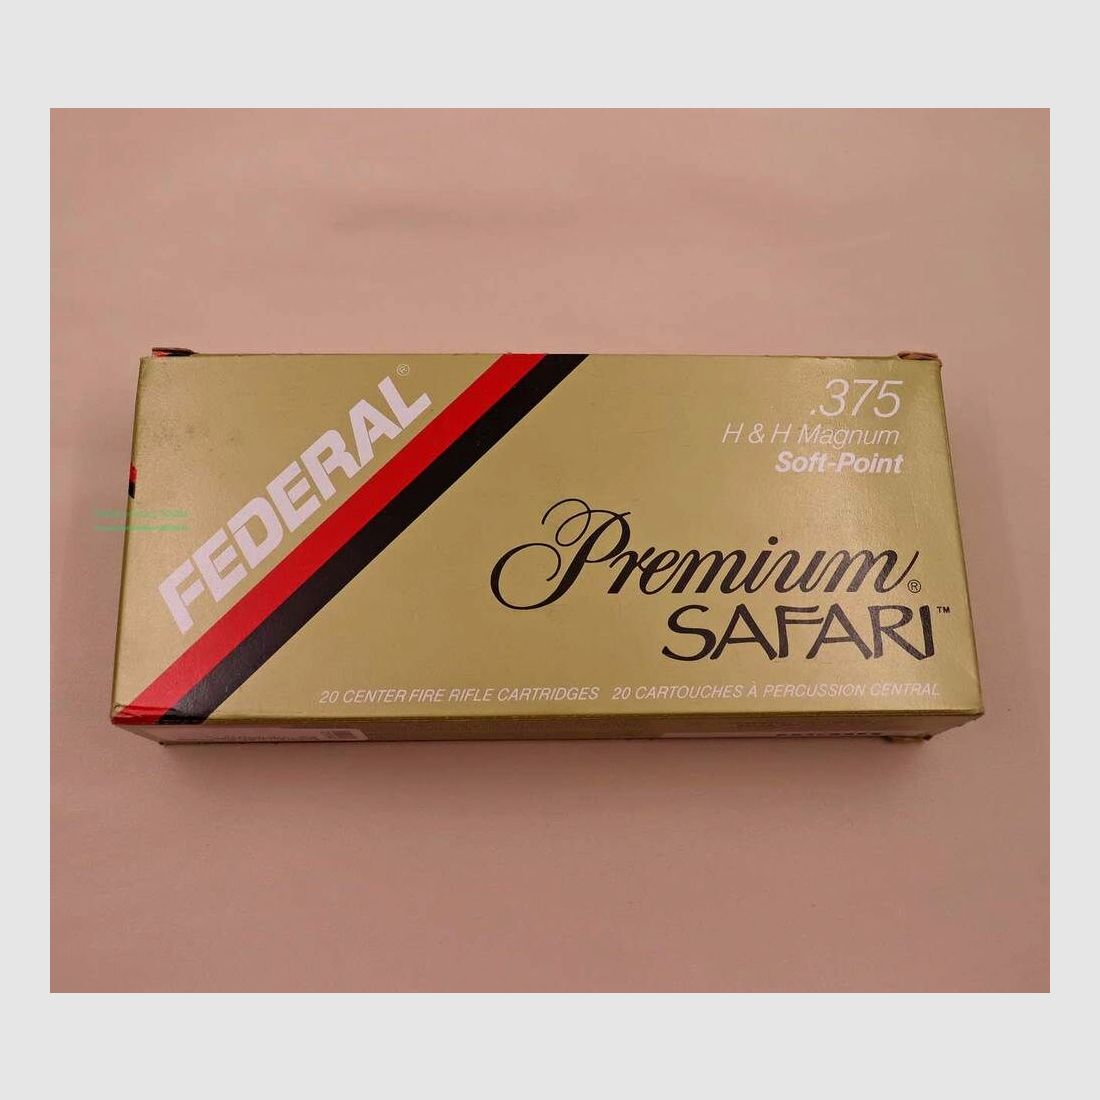 FEDERAL®
.375
H & H Magnum
Soft-Point
Premium®
SAFARI™
20 CENTER FIRE RIFLE CARTRIDGES 20 CARTOUCHES À PERCUSSION CENTRAL